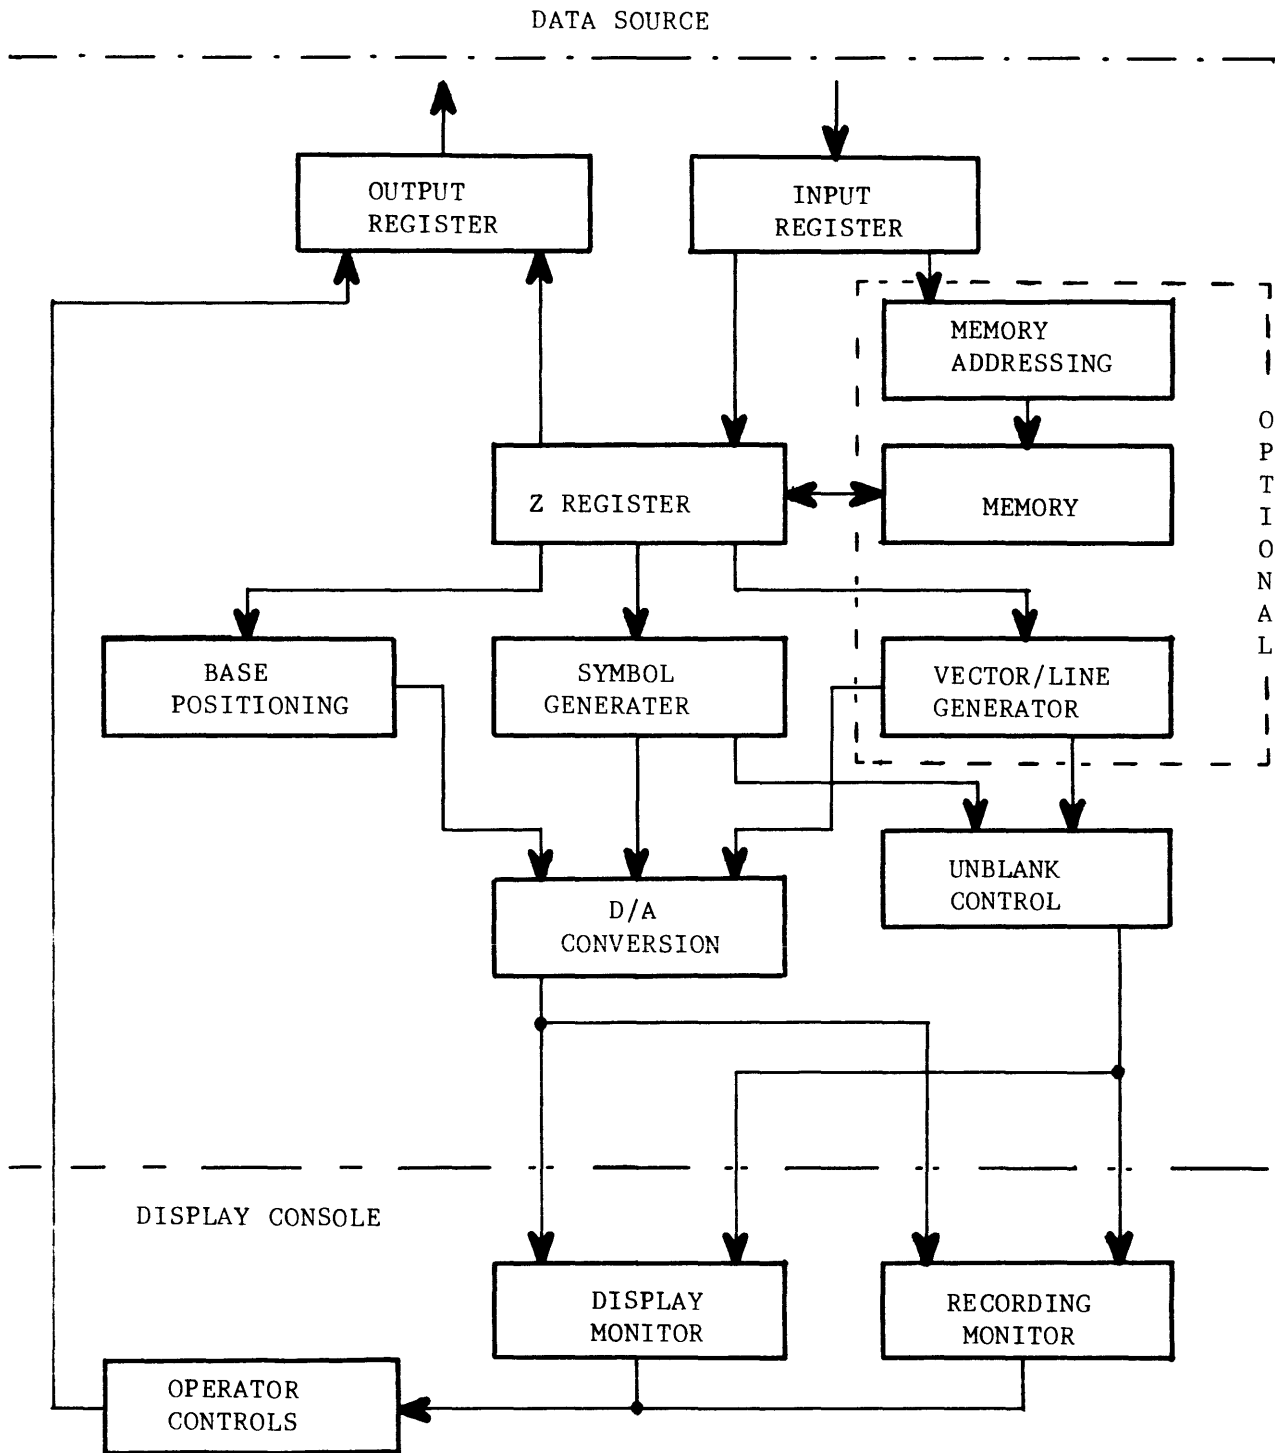 DATA SOURCE
OUTPUT
REGISTER
INPUT
REGISTER
MEMORY
ADDRESSING
OPTIONAL
Z REGISTER
MEMORY
BASE
POSITIONING
SYMBOL
GENERATER
VECTOR/LINE
GENERATOR
UNBLANK
CONTROL
D/A
CONVERSION
DISPLAY CONSOLE
DISPLAY
MONITOR
RECORDING
MONITOR
OPERATOR
CONTROLS